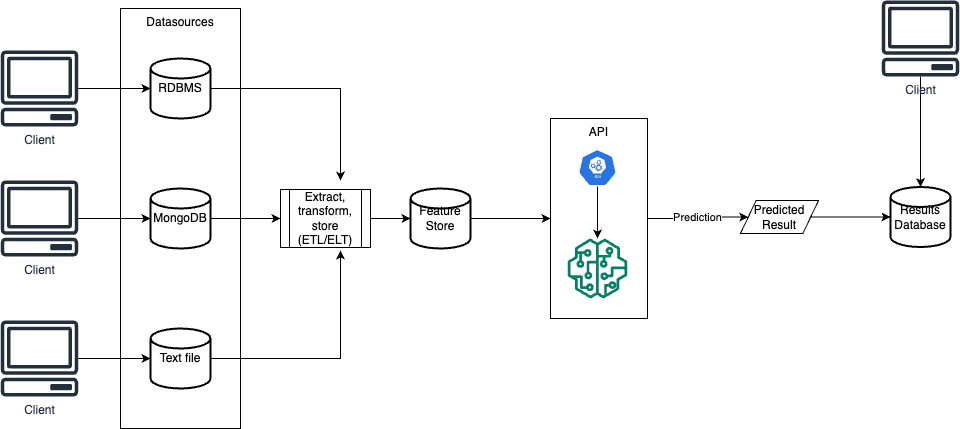 Datasources
Client
RDBMS
Client
API
Extract,
transform,
store
(ETL/ELT)
MongoDB
Feature
Store
Prediction
Predicted
Result
Results
Database
Client
Text file
Client